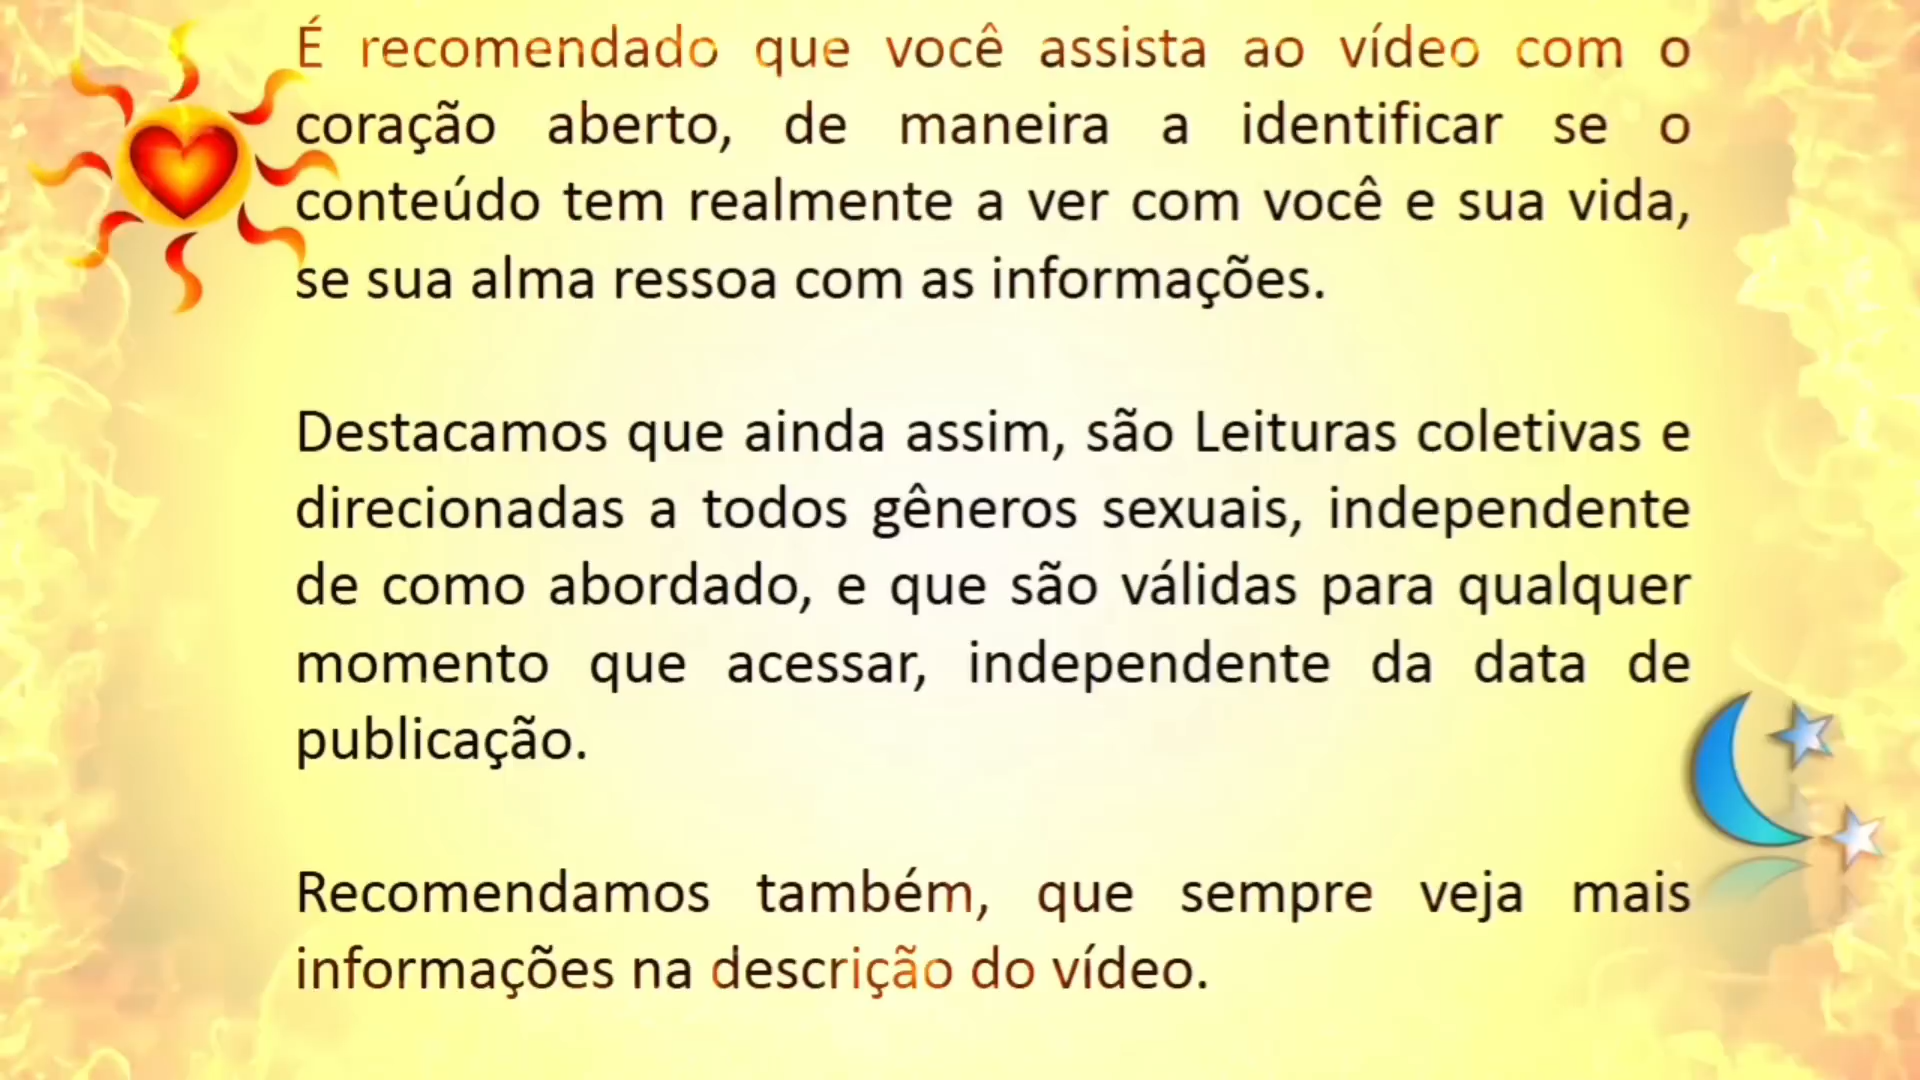 É recomendado que você assista ao vídeo com o
coração aberto, de maneira a identificar se o
conteúdo tem realmente a ver com você e sua vida,
se sua alma ressoa com as informações.
Destacamos que ainda assim, são Leituras coletivas e
direcionadas a todos gêneros sexuais, independente
de como abordado, e que são válidas para qualquer
momento que acessar, independente da data de
publicação.
Recomendamos também, que sempre veja mais
informações na descrição do vídeo.